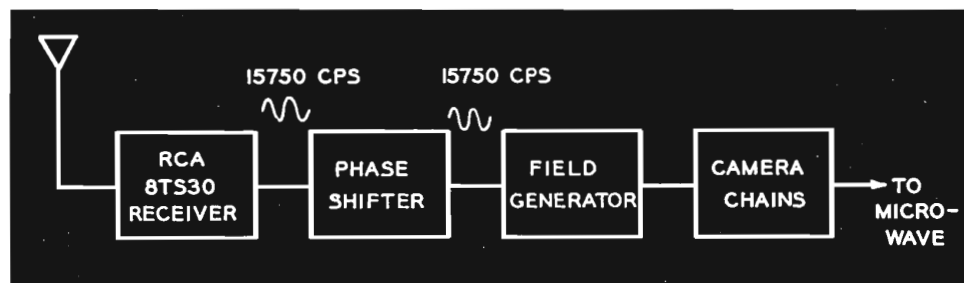 15750 CPS
15750 CPS
RCA
8TS30
RECEIVER
PHASE
SHIFTER
FIELD
GENERATOR
CAMERA
CHAINS
TO
MICRO-
WAVE